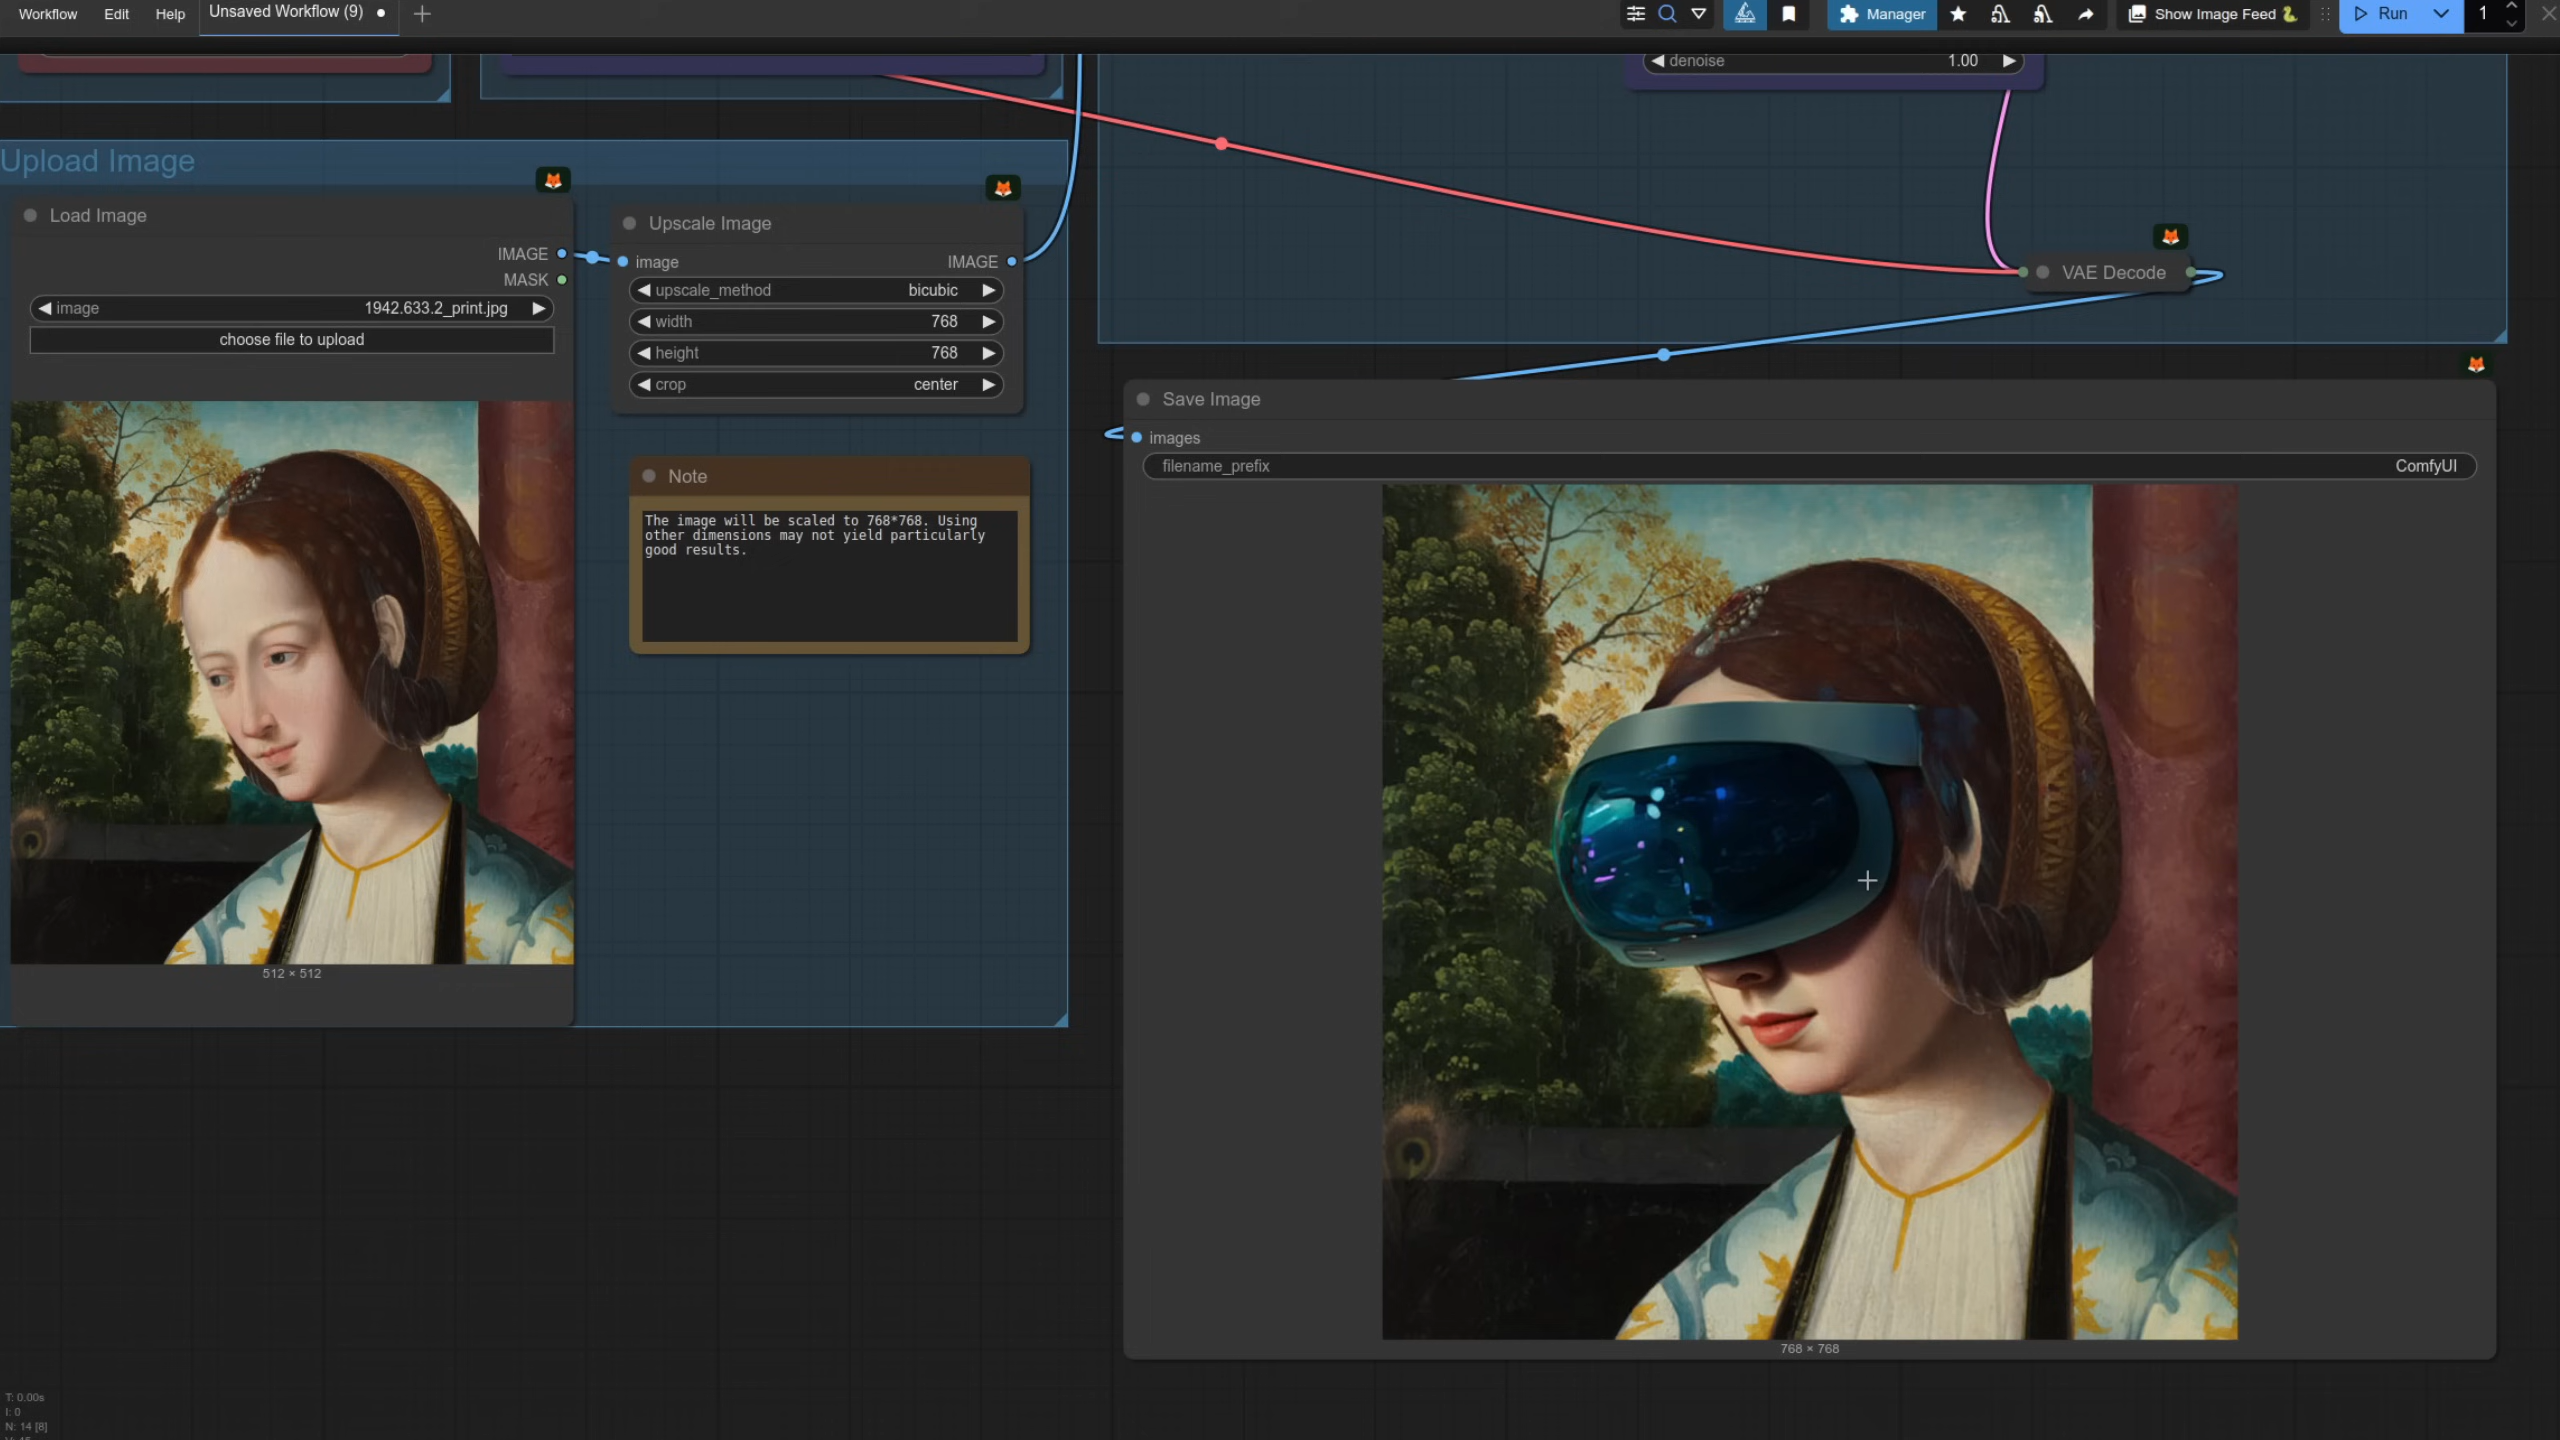 Workflow Edit Help Unsaved Workflow (9)
Manager Show Image Feed Run 1
denoise 1.00
Upload Image
Load Image
IMAGE
MASK
image 1942.633.2_print.jpg
choose file to upload
512 × 512
Upscale Image
image IMAGE
upscale_method bicubic
width 768
height 768
crop center
Note
The image will be scaled to 768*768. Using
other dimensions may not yield particularly
good results.
VAE Decode
Save Image
images
filename_prefix ComfyUI
768 × 768
T: 0.00s
I: 0
N: 14 [8]